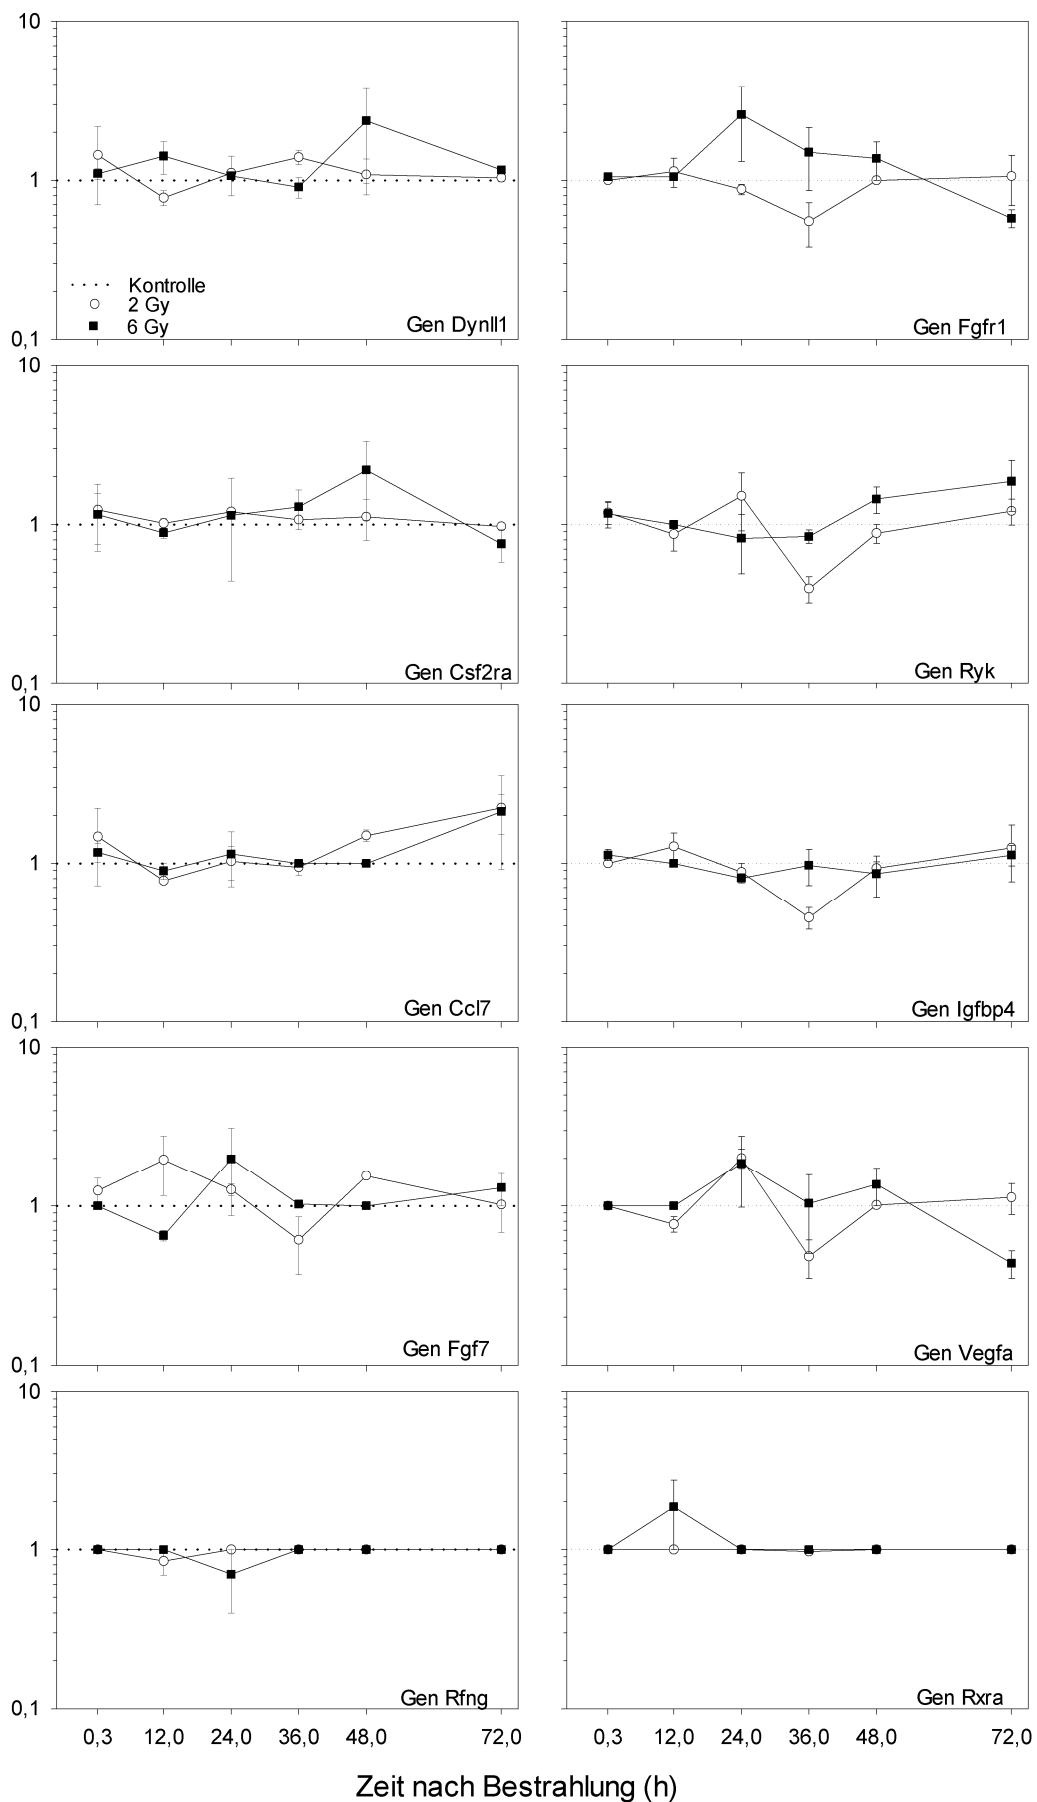 10
1
0,1
Kontrolle
2 Gy
6 Gy
Gen Dynll1
Gen Fgfr1
10
1
0,1
Gen Csf2ra
Gen Ryk
10
1
0,1
Gen Ccl7
Gen Igfbp4
10
1
0,1
Gen Fgf7
Gen Vegfa
10
1
0,1
Gen Rfng
Gen Rxra
0,3 12,0 24,0 36,0 48,0 72,0
0,3 12,0 24,0 36,0 48,0 72,0
Zeit nach Bestrahlung (h)